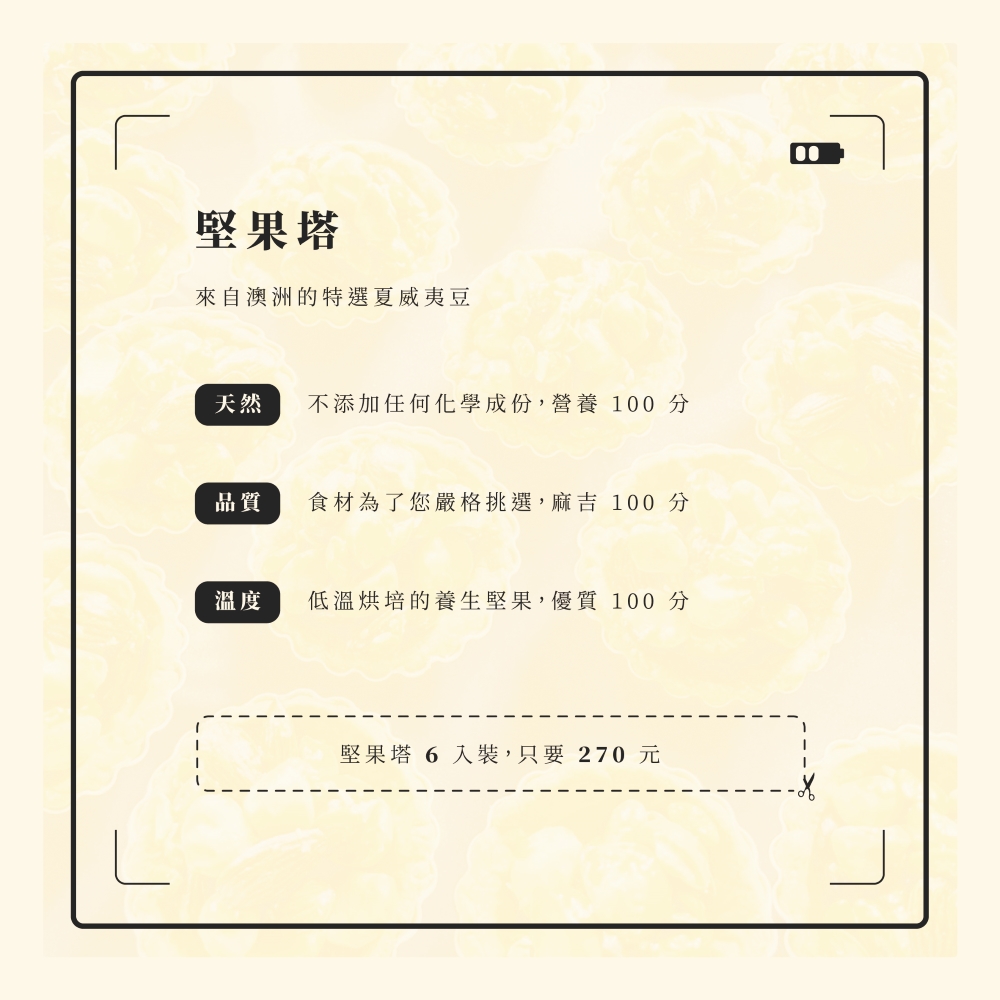 堅果塔
來自澳洲的特選夏威夷豆
天然 不添加任何化學成份，營養 100 分
品質 食材為了您嚴格挑選，麻吉 100 分
溫度 低溫烘培的養生堅果，優質 100 分
堅果塔 6 入裝，只要 270 元